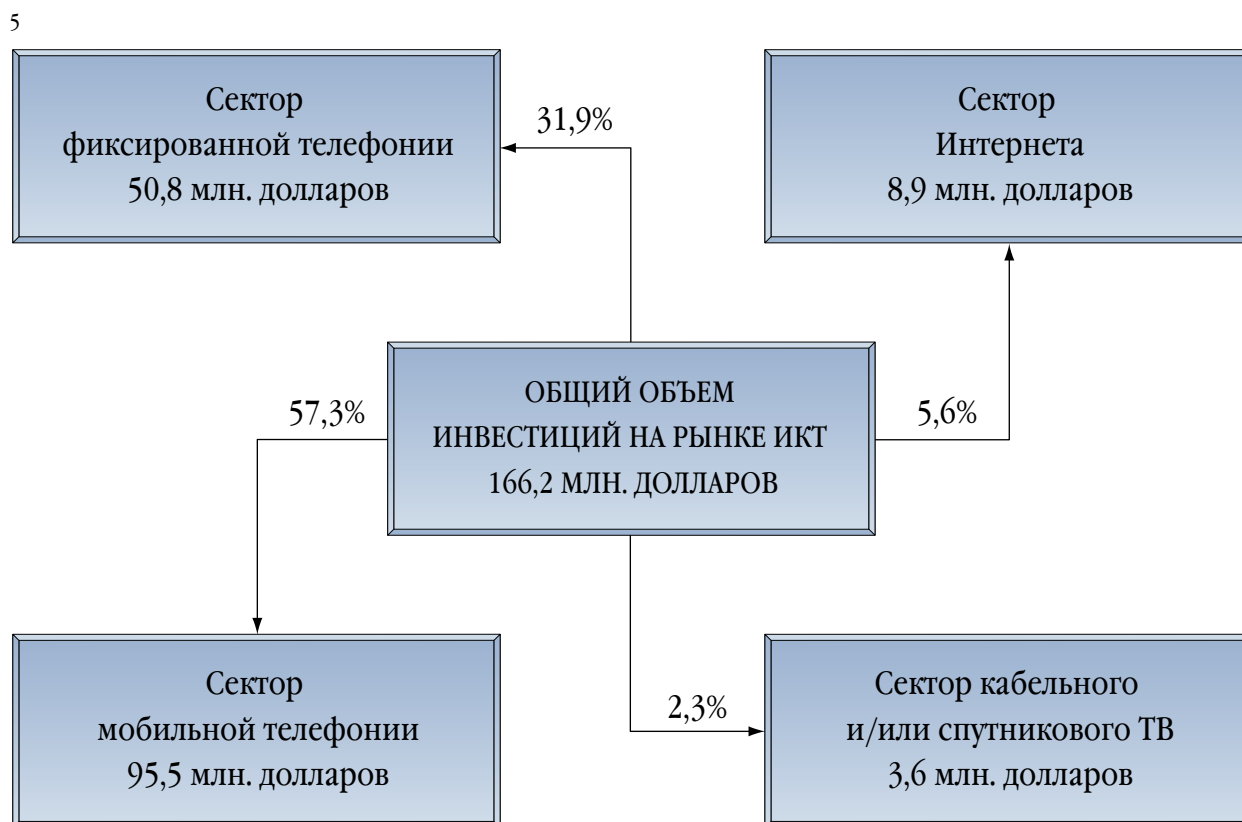 5
Сектор
фиксированной телефонии
50,8 млн. долларов
31,9%
Сектор
Интернета
8,9 млн. долларов
57,3%
ОБЩИЙ ОБЪЕМ
ИНВЕСТИЦИЙ НА РЫНКЕ ИКТ
166,2 МЛН. ДОЛЛАРОВ
5,6%
Сектор
мобильной телефонии
95,5 млн. долларов
2,3%
Сектор кабельного
и/или спутникового ТВ
3,6 млн. долларов